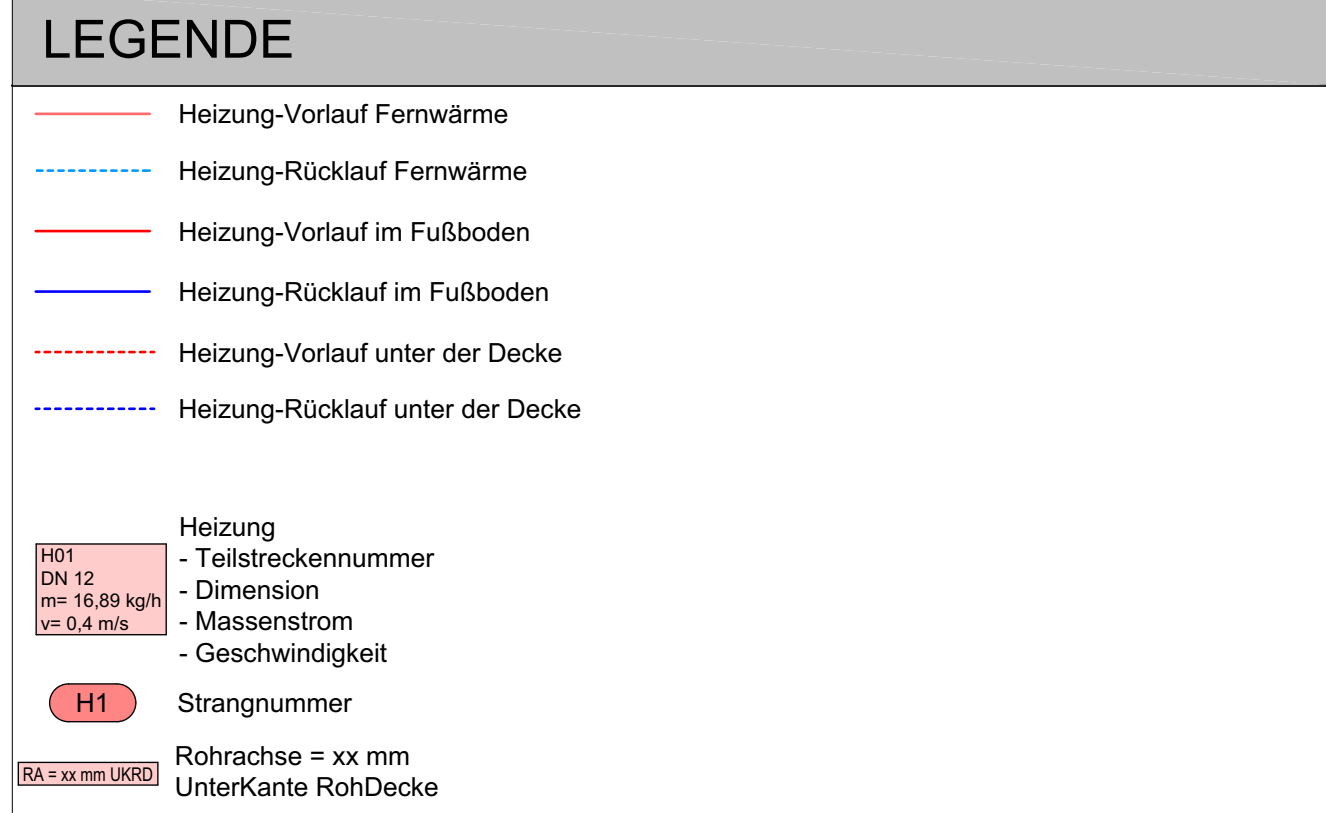 LEGENDE
Heizung-Vorlauf Fernwärme
Heizung-Rücklauf Fernwärme
Heizung-Vorlauf im Fußboden
Heizung-Rücklauf im Fußboden
Heizung-Vorlauf unter der Decke
Heizung-Rücklauf unter der Decke
H01
DN 12
m= 16,89 kg/h
v= 0,4 m/s
Heizung
- Teilstreckennummer
- Dimension
- Massenstrom
- Geschwindigkeit
H1
Strangnummer
RA = xx mm UKRD
Rohrachse = xx mm
UnterKante RohDecke